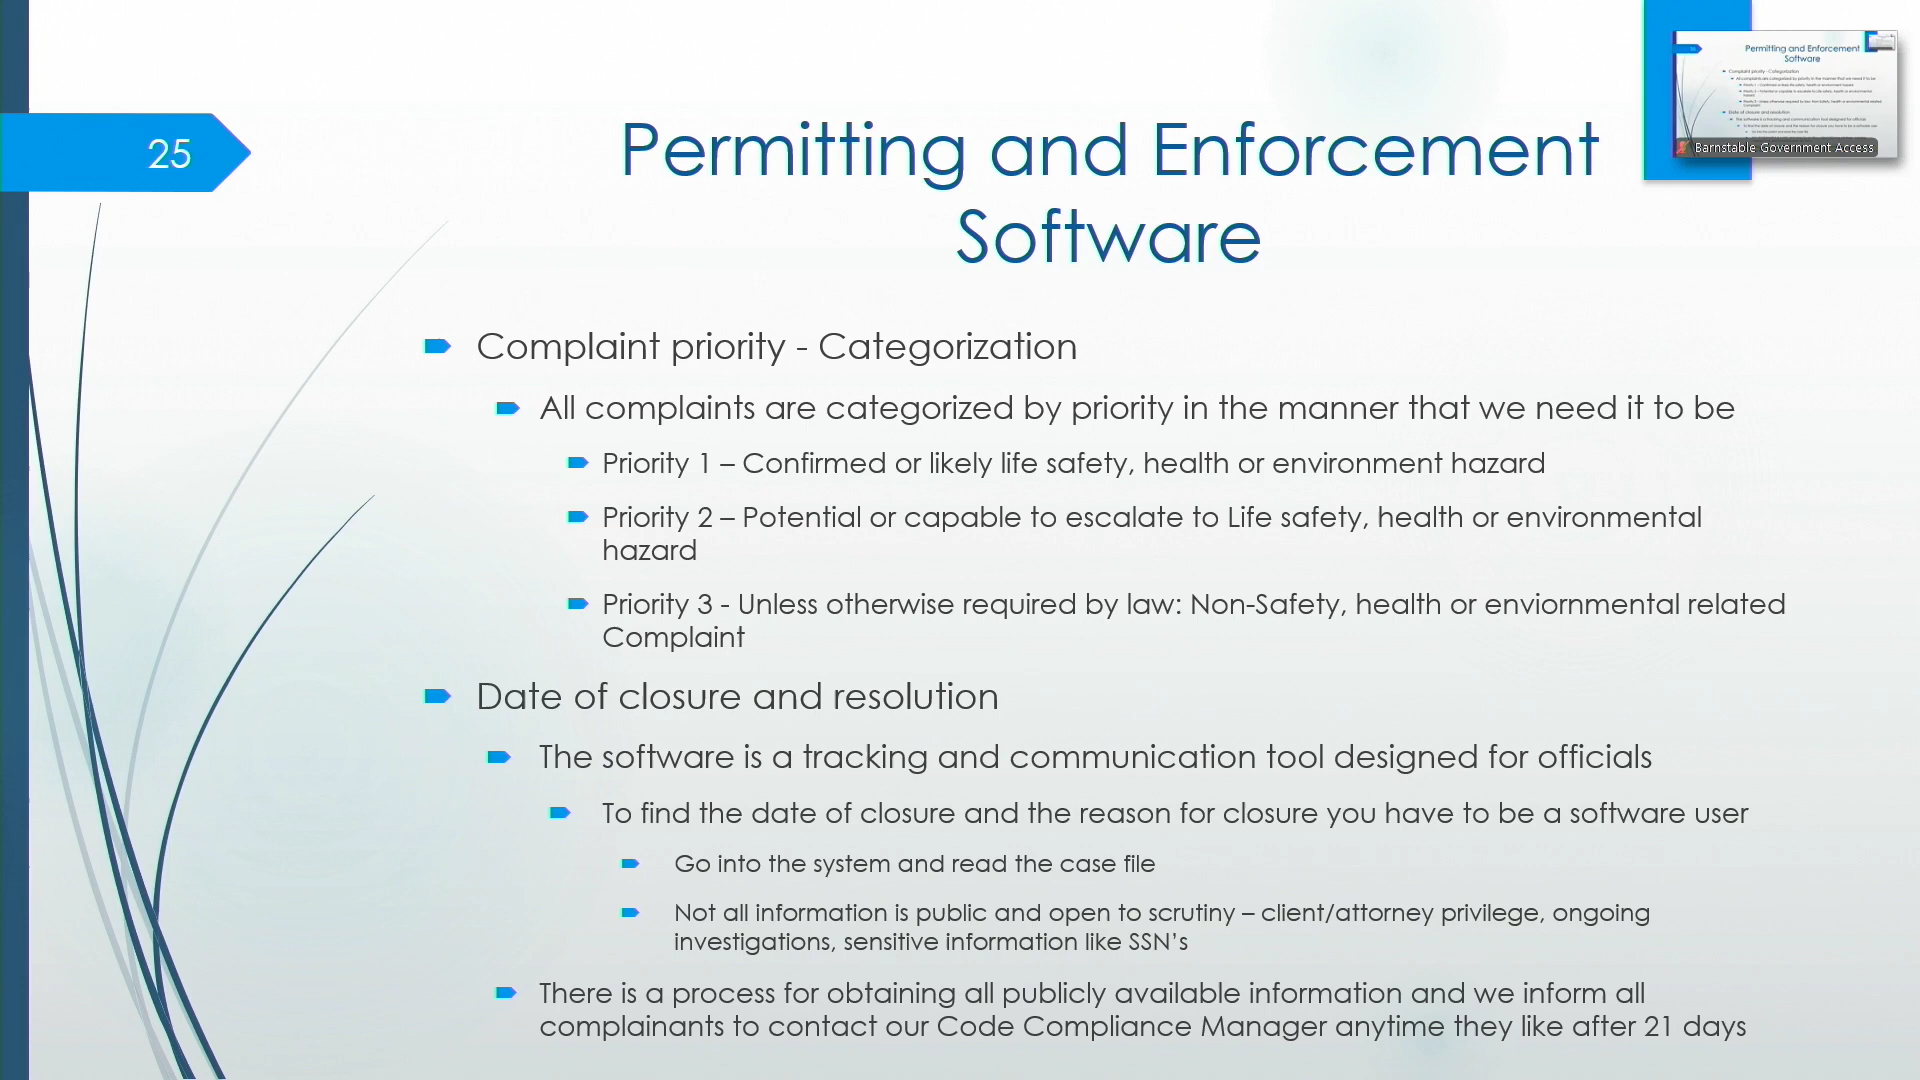 25
Permitting and Enforcement
Software
Barnstable Government Access
Complaint priority - Categorization
All complaints are categorized by priority in the manner that we need it to be
Priority 1 – Confirmed or likely life safety, health or environment hazard
Priority 2 – Potential or capable to escalate to Life safety, health or environmental
hazard
Priority 3 - Unless otherwise required by law: Non-Safety, health or enviornmental related
Complaint
Date of closure and resolution
The software is a tracking and communication tool designed for officials
To find the date of closure and the reason for closure you have to be a software user
Go into the system and read the case file
Not all information is public and open to scrutiny – client/attorney privilege, ongoing
investigations, sensitive information like SSN’s
There is a process for obtaining all publicly available information and we inform all
complainants to contact our Code Compliance Manager anytime they like after 21 days